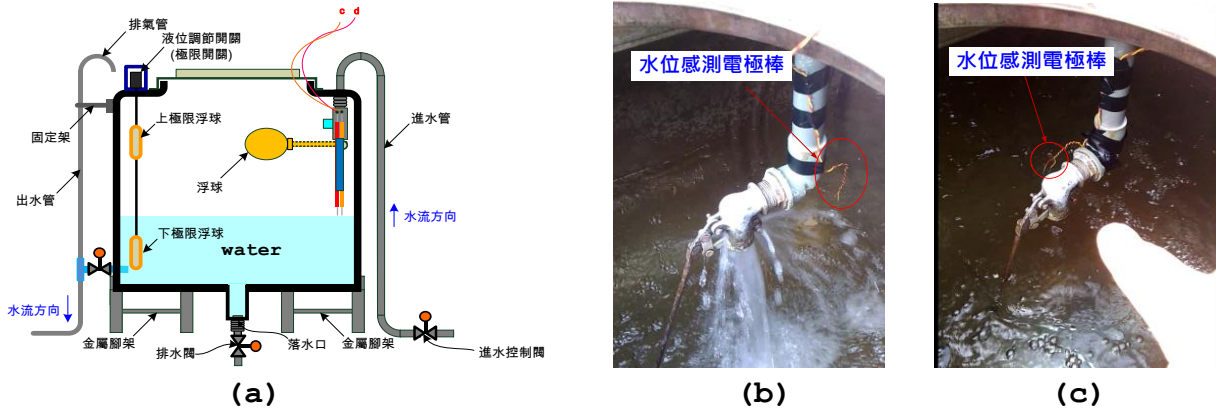 c d
排氣管
液位調節開關
(極限開關)
固定架
上極限浮球
進水管
出水管
浮球
水流方向
下極限浮球
water
水流方向
金屬腳架
排水閥
落水口
金屬腳架
進水控制閥
(a)
水位感測電極棒
(b)
水位感測電極棒
(c)